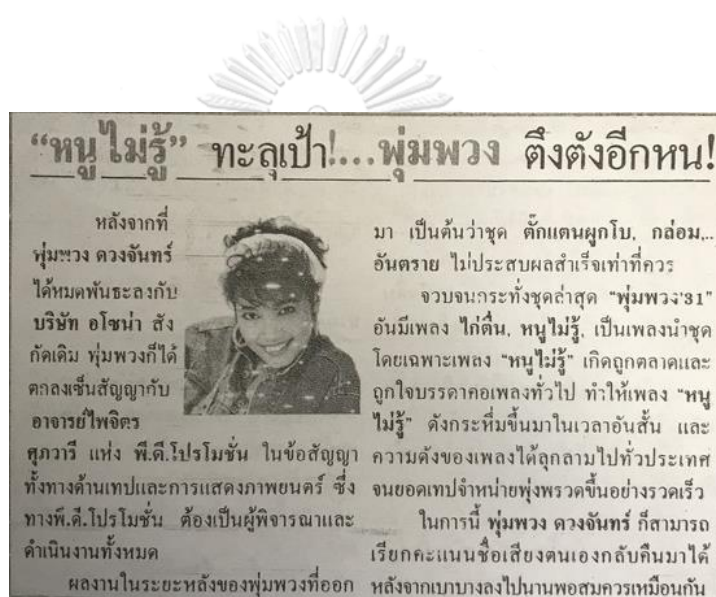 “หนูไม่รู้” ทะลุเป้า!...พุ่มพวง ตึงตังอีกหน!
หลังจากที่
พุ่มพวง ดวงจันทร์
ได้หมดพันธะลงกับ
บริษัท อโซน่า สัง
กัดเดิม พุ่มพวงก็ได้
ตกลงเซ็นสัญญากับ
อาจารย์ไพจิตร
ศุภวารี แห่ง พี.ดี.โปรโมชั่น ในข้อสัญญา
ทั้งทางด้านเทปและการแสดงภาพยนตร์ ซึ่ง
ทางพี.ดี.โปรโมชั่น ต้องเป็นผู้พิจารณาและ
ดำเนินงานทั้งหมด
ผลงานในระยะหลังของพุ่มพวงที่ออก
มา เป็นต้นว่าชุด ตั๊กแตนผูกโบ, กล่อม,..
อันตราย ไม่ประสบผลสำเร็จเท่าที่ควร
จวบจนกระทั่งชุดล่าสุด “พุ่มพวง'31”
อันมีเพลง ไก่ตื่น, หนูไม่รู้, เป็นเพลงนำชุด
โดยเฉพาะเพลง “หนูไม่รู้” เกิดถูกตลาดและ
ถูกใจบรรดาคอเพลงทั่วไป ทำให้เพลง “หนู
ไม่รู้” ดังกระหึ่มขึ้นมาในเวลาอันสั้น และ
ความดังของเพลงได้ลุกลามไปทั่วประเทศ
จนยอดเทปจำหน่ายพุ่งพรวดขึ้นอย่างรวดเร็ว
ในการนี้ พุ่มพวง ดวงจันทร์ ก็สามารถ
เรียกคะแนนชื่อเสียงตนเองกลับคืนมาได้
หลังจากเบาบางลงไปนานพอสมควรเหมือนกัน